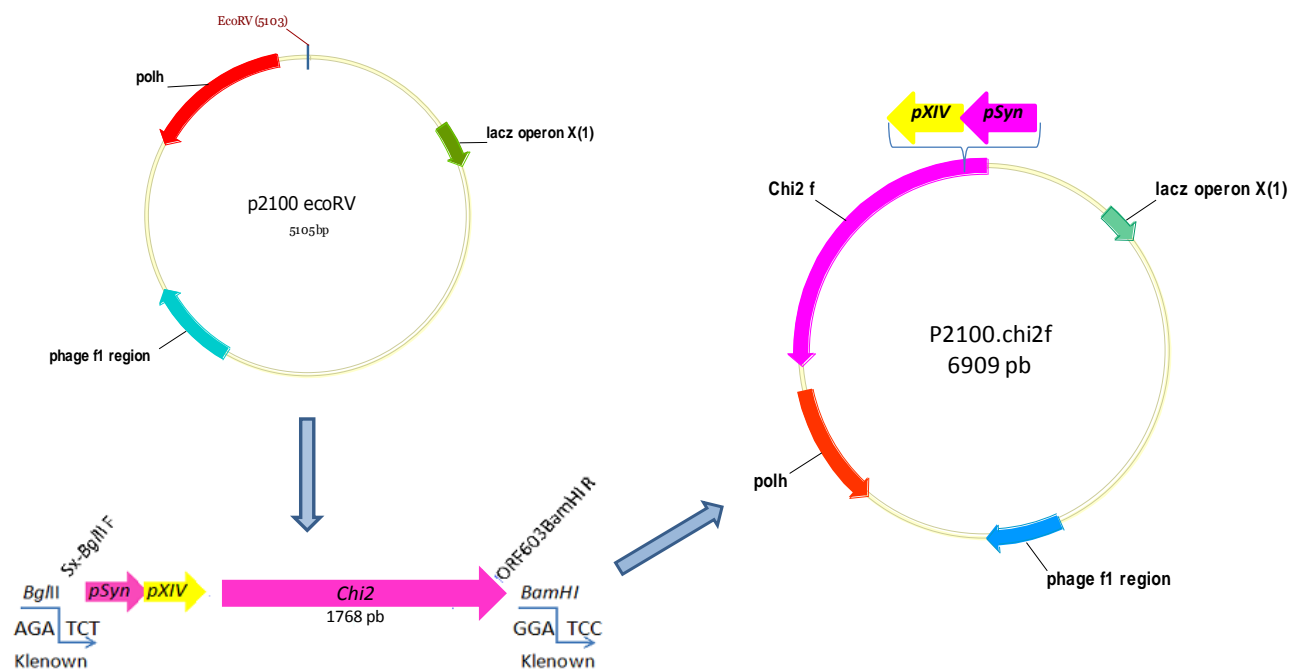 EcoRV (5103)
polh
lacz operon X(1)
p2100 ecoRV
5105bp
phage f1 region
pXIV
pSyn
Chi2 f
lacz operon X(1)
P2100.chi2f
6909 pb
polh
phage f1 region
Sx-BglII F
BglII
pSyn
pXIV
Chi2
1768 pb
ORF603BamHI R
BamHI
AGA TCT
GGA TCC
Klenown
Klenown